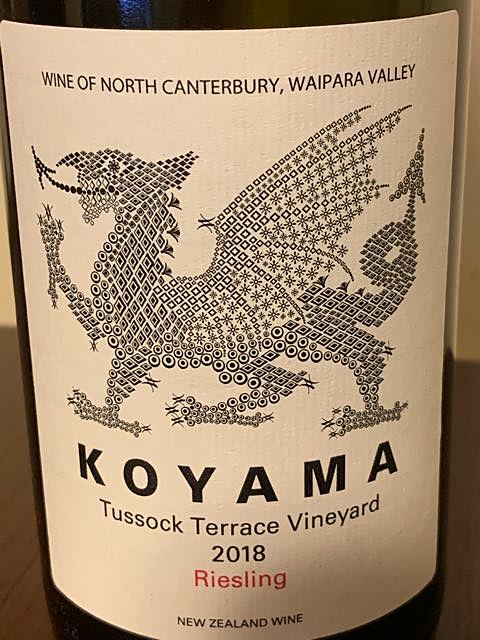 WINE OF NORTH CANTERBURY, WAIPARA VALLEY
KOYAMA
Tussock Terrace Vineyard
2018
Riesling
NEW ZEALAND WINE